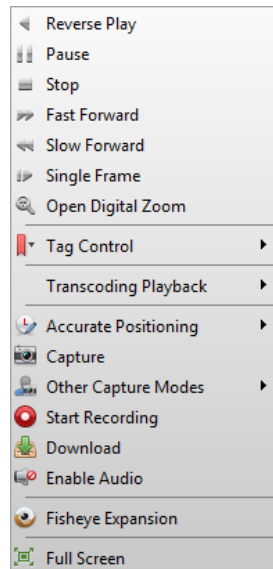 Reverse Play
Pause
Stop
Fast Forward
Slow Forward
Single Frame
Open Digital Zoom
Tag Control
Transcoding Playback
Accurate Positioning
Capture
Other Capture Modes
Start Recording
Download
Enable Audio
Fisheye Expansion
Full Screen